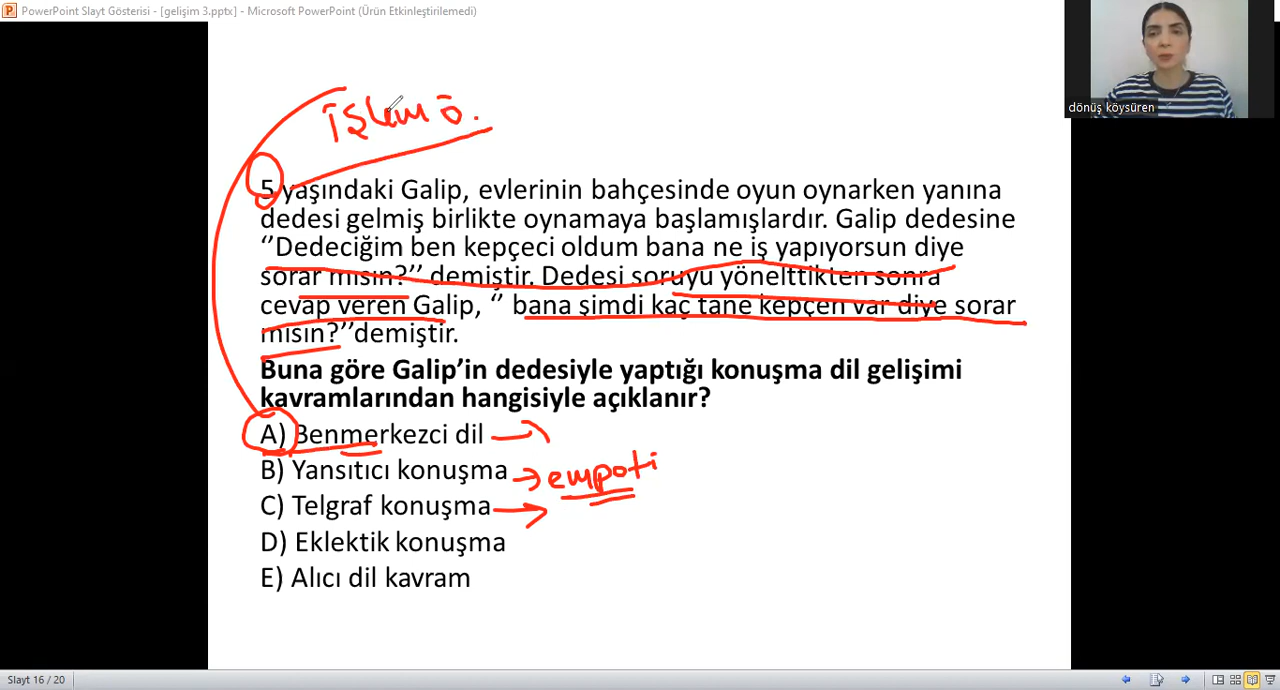 PowerPoint Slayt Gösterisi - [gelişim 3.pptx] - Microsoft PowerPoint (Ürün Etkinleştirilemedi)
dönüş köysüren
İşlem Ö.
5 yaşındaki Galip, evlerinin bahçesinde oyun oynarken yanına
dedesi gelmiş birlikte oynamaya başlamışlardır. Galip dedesine
‘’Dedeciğim ben kepçeci oldum bana ne iş yapıyorsun diye
sorar mısın?’’ demiştir. Dedesi soruyu yönelttikten sonra
cevap veren Galip, ‘’ bana şimdi kaç tane kepçen var diye sorar
mısın?’’demiştir.
Buna göre Galip’in dedesiyle yaptığı konuşma dil gelişimi
kavramlarından hangisiyle açıklanır?
A) Benmerkezci dil
B) Yansıtıcı konuşma → empati
C) Telgraf konuşma
D) Eklektik konuşma
E) Alıcı dil kavram
Slayt 16 / 20